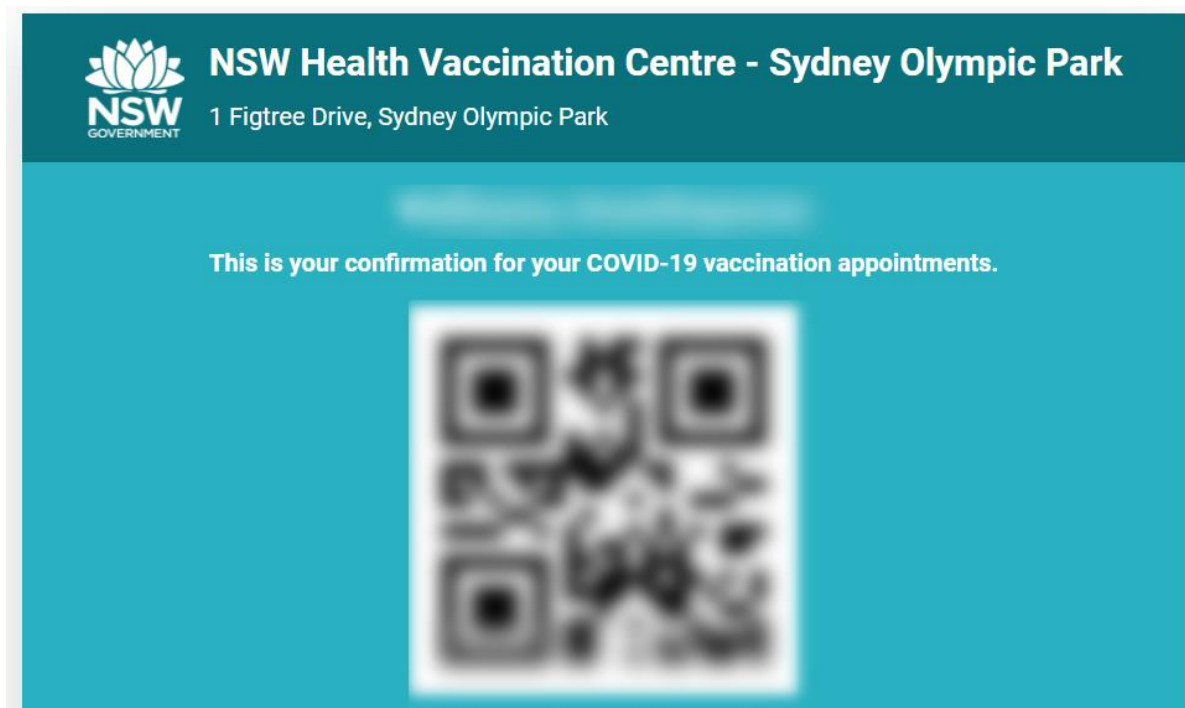 NSW Health Vaccination Centre - Sydney Olympic Park
NSW
GOVERNMENT
1 Figtree Drive, Sydney Olympic Park
This is your confirmation for your COVID-19 vaccination appointments.